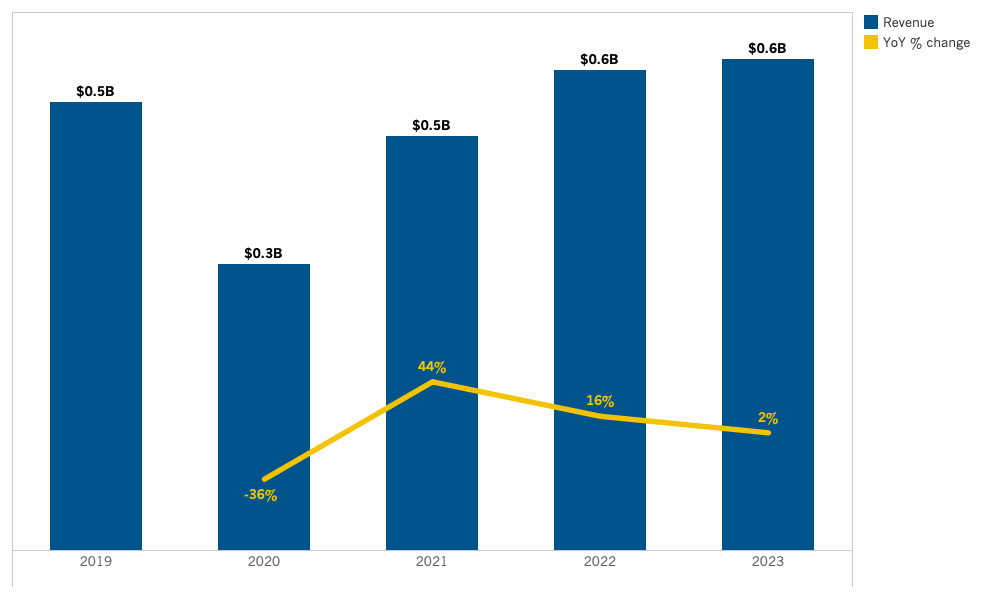 Revenue
YoY % change
$0.5B
$0.3B
$0.5B
$0.6B
$0.6B
-36%
44%
16%
2%
2019
2020
2021
2022
2023